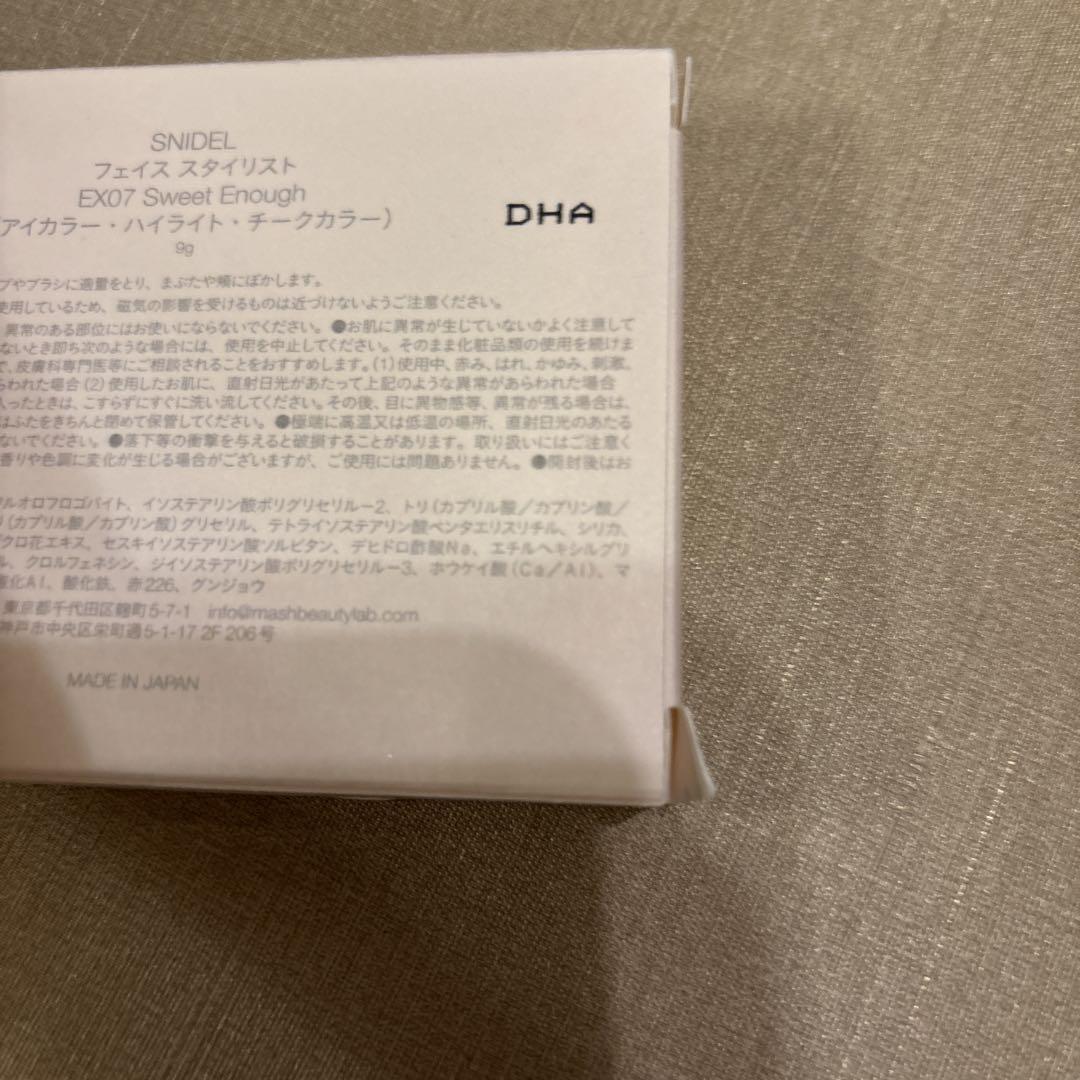 SNIDEL
フェイス スタイリスト
EX07 Sweet Enough
アイカラー・ハイライト・チークカラー）
9g
DHA
プやブラシに適量をとり、まぶたや頬にぼかします。
使用しているため、磁気の影響を受けるものは近づけないようご注意ください。
異常のある部位にはお使いにならないでください。●お肌に異常が生じていないかよく注意して
ないとき即ち次のような場合には、使用を中止してください。そのまま化粧品類の使用を続けま
で、皮膚科専門医等にご相談されることをおすすめします。(1)使用中、赤み、はれ、かゆみ、刺激、
らわれた場合(2)使用したお肌に、直射日光があたって上記のような異常があらわれた場合
入ったときは、こすらずにすぐに洗い流してください。その後、目に異物感等、異常が残る場合は、
はふたをきちんと閉めて保管してください。●極端に高温又は低温の場所、直射日光のあたる
ないでください。●落下等の衝撃を与えると破損することがあります。取り扱いにはご注意く
香りや色調に変化が生じる場合がございますが、ご使用には問題ありません。●開封後はお
ルオロフロゴパイト、イソステアリン酸ポリグリセリル-2、トリ(カプリル酸／カプリン酸／
リ(カプリル酸／カプリン酸)グリセリル、テトライソステアリン酸ペンタエリスリチル、シリカ、
クロ花エキス、セスキイソステアリン酸ソルビタン、デヒドロ酢酸Na、エチルヘキシルグリ
ル、クロルフェネシン、ジイソステアリン酸ポリグリセリル-3、ホウケイ酸(Ca／Al)、マ
化Al、酸化鉄、赤226、グンジョウ
東京都千代田区麹町5-7-1 info@mashbeautylab.com
神戸市中央区栄町通5-1-17 2F 206号
MADE IN JAPAN